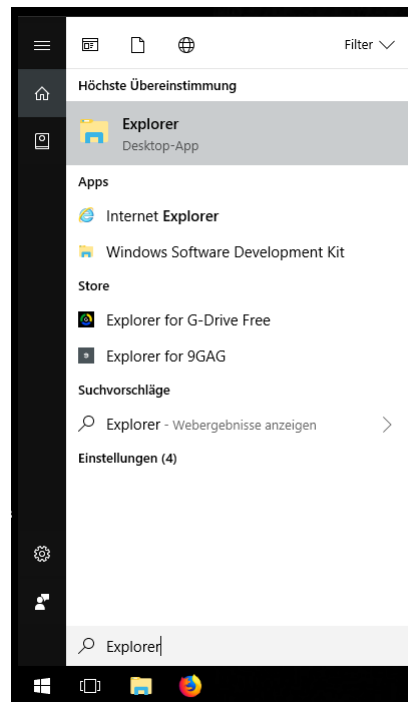 Filter
Höchste Übereinstimmung
Explorer
Desktop-App
Apps
Internet Explorer
Windows Software Development Kit
Store
Explorer for G-Drive Free
Explorer for 9GAG
Suchvorschläge
Explorer - Webergebnisse anzeigen
Einstellungen (4)
Explorer